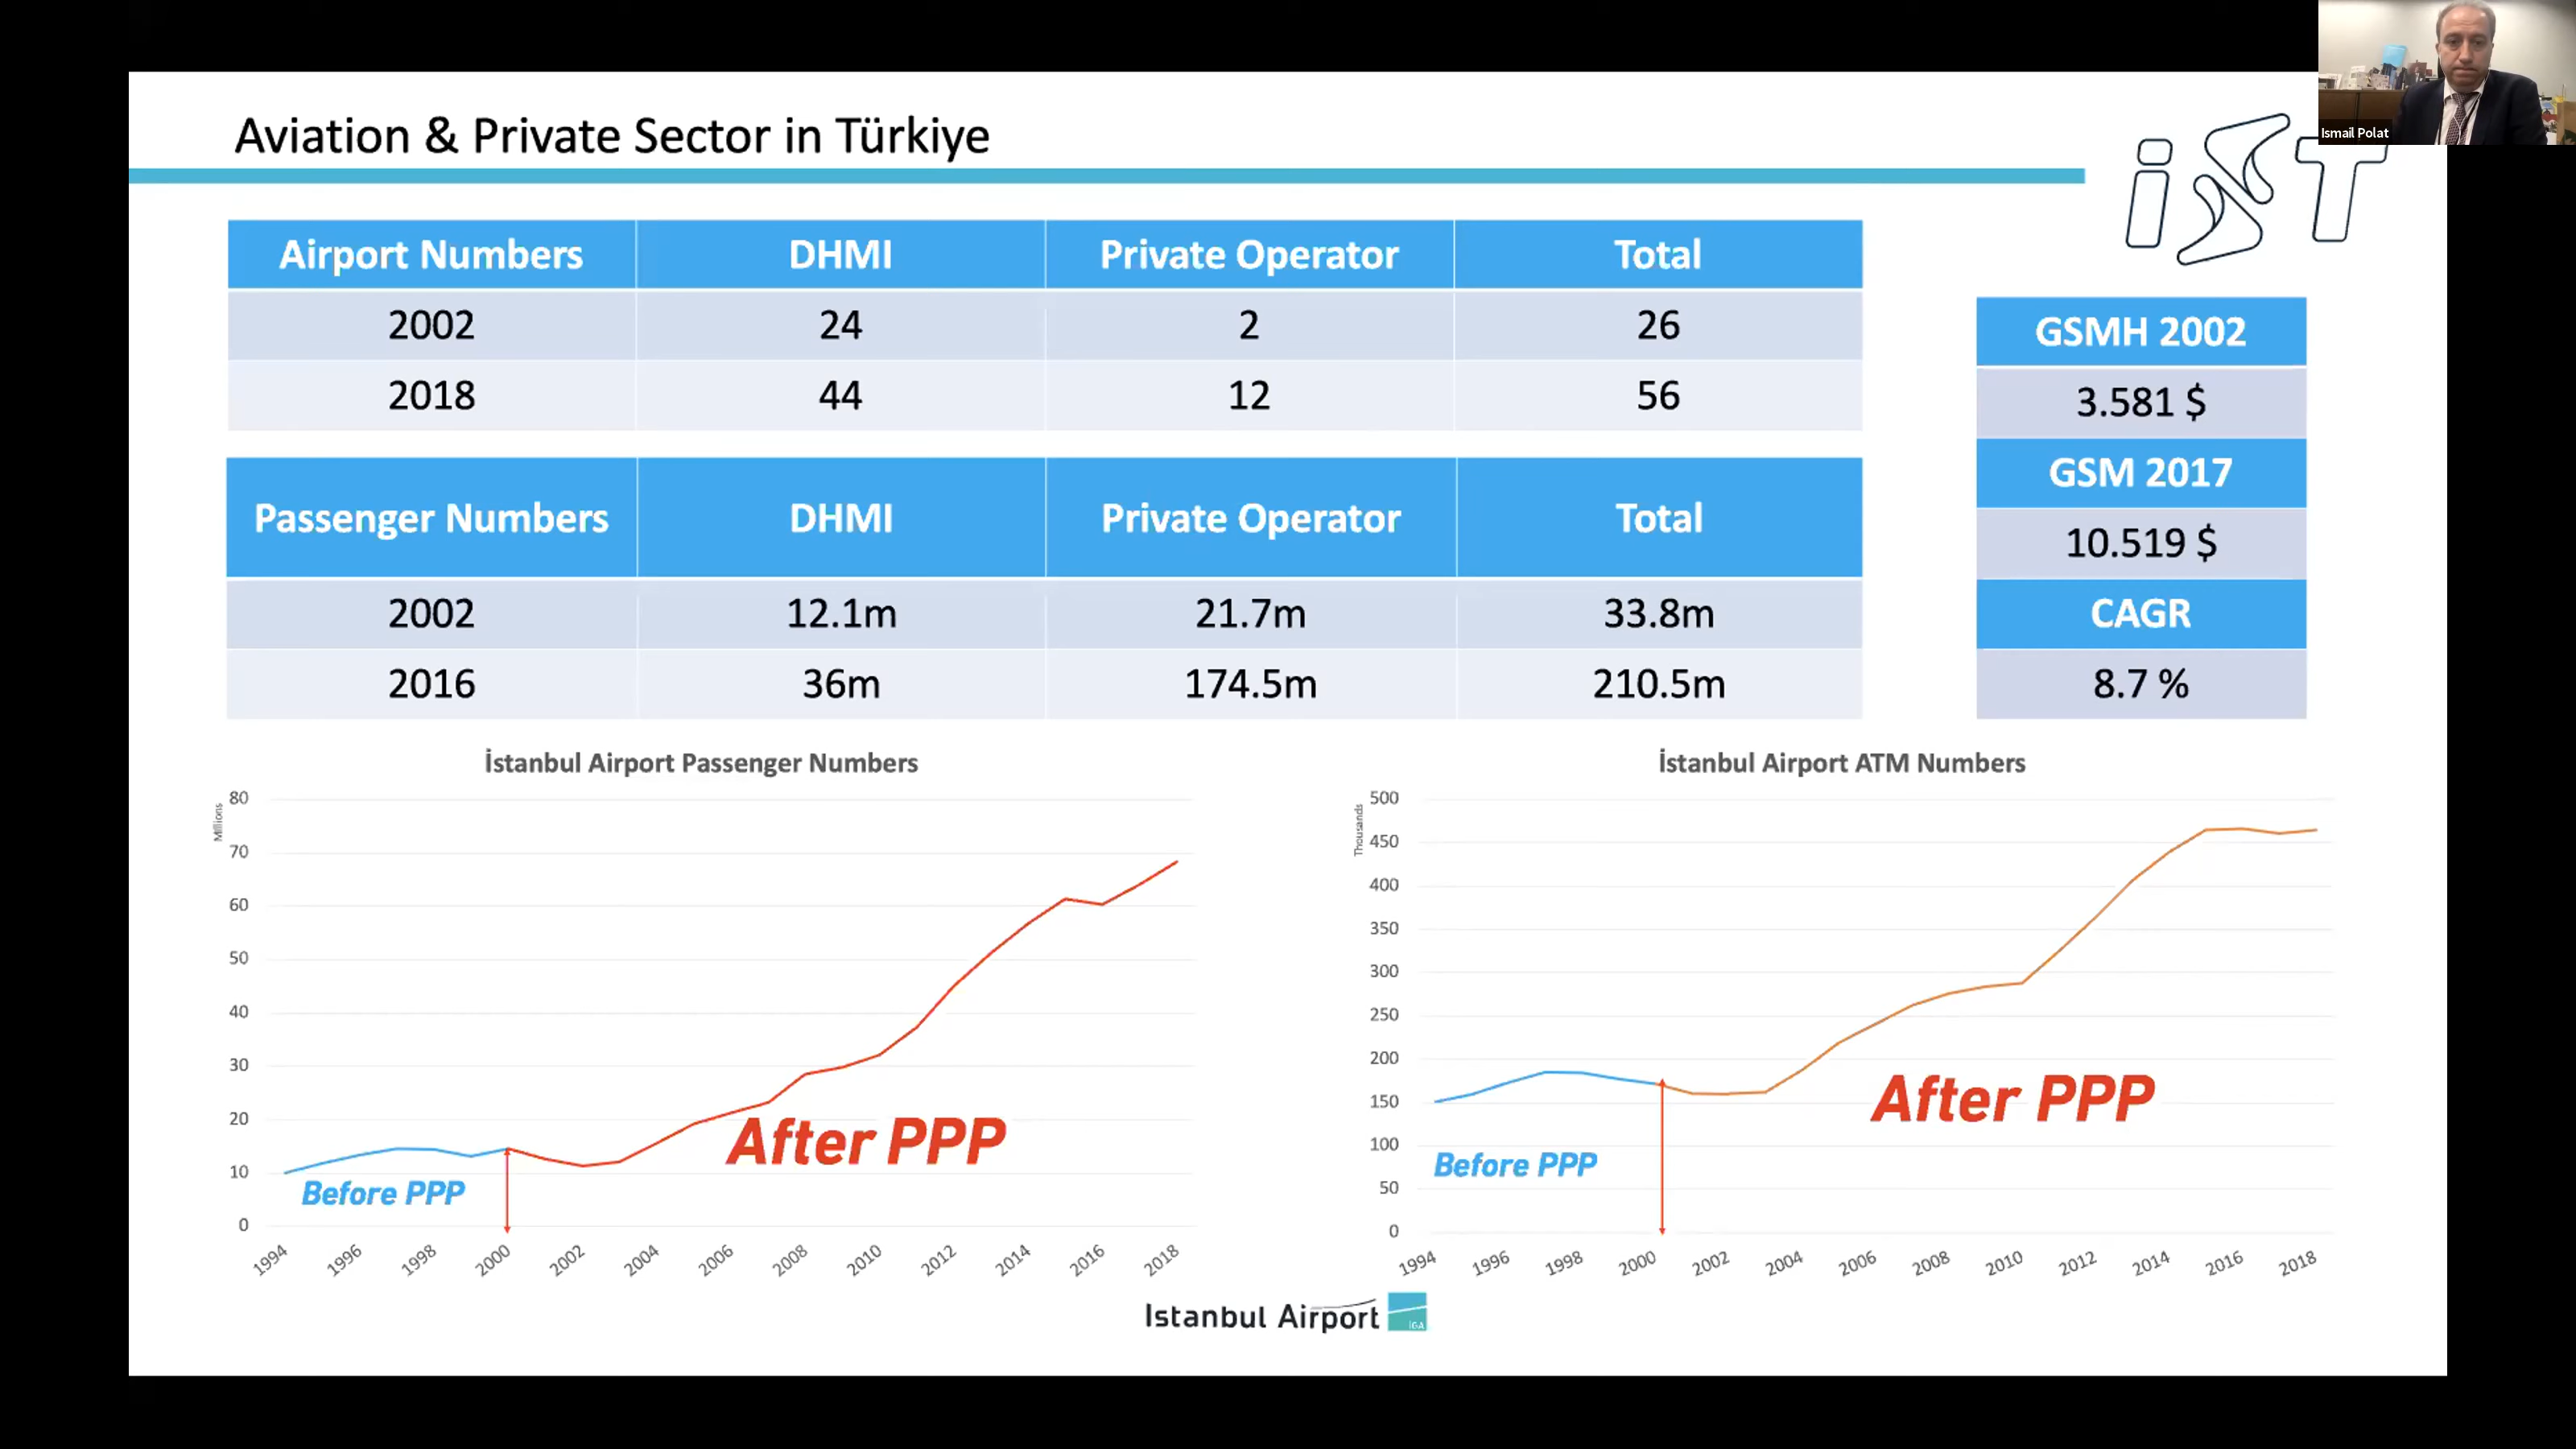 Ismail Polat
Aviation & Private Sector in Türkiye
iST
Airport Numbers DHMI Private Operator Total
2002 24 2 26
2018 44 12 56
Passenger Numbers DHMI Private Operator Total
2002 12.1m 21.7m 33.8m
2016 36m 174.5m 210.5m
GSMH 2002
3.581 $
GSM 2017
10.519 $
CAGR
8.7 %
İstanbul Airport Passenger Numbers
Millions
80
70
60
50
40
30
20
10
0
Before PPP
After PPP
1994 1996 1998 2000 2002 2004 2006 2008 2010 2012 2014 2016 2018
İstanbul Airport ATM Numbers
Thousands
500
450
400
350
300
250
200
150
100
50
0
Before PPP
After PPP
1994 1996 1998 2000 2002 2004 2006 2008 2010 2012 2014 2016 2018
Istanbul Airport
iGA